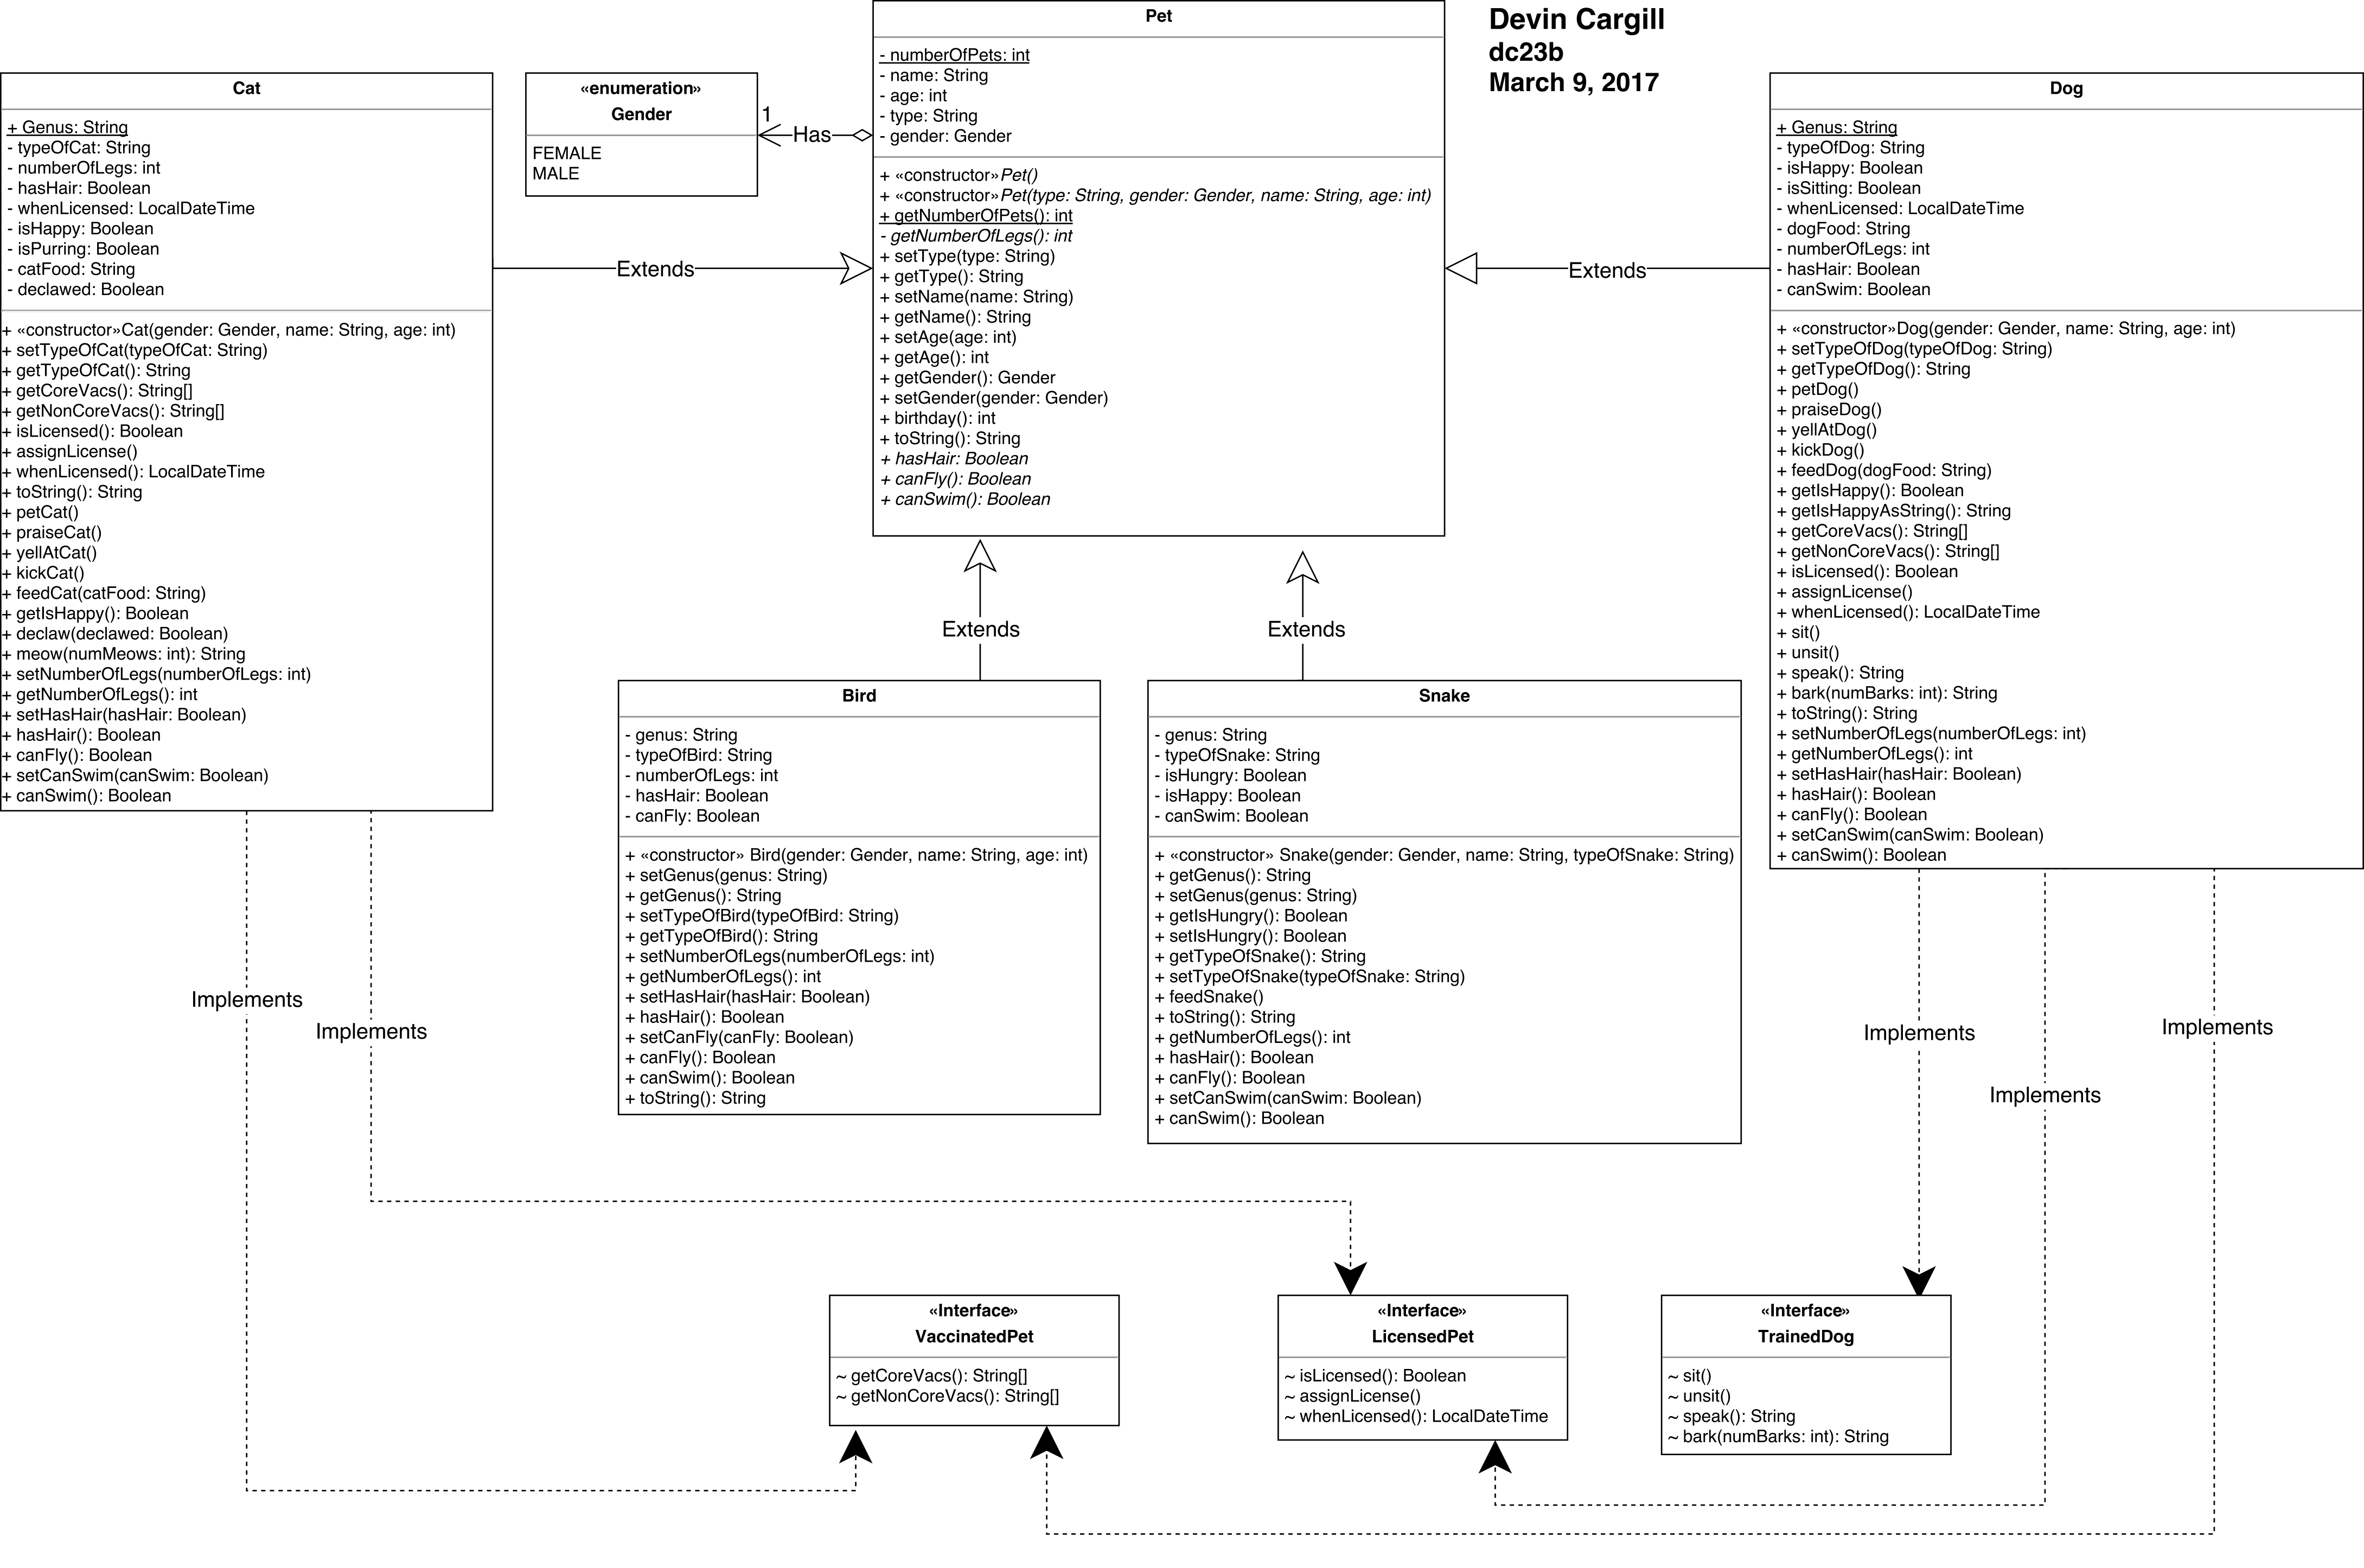 Devin Cargill
dc23b
March 9, 2017
Cat
+ Genus: String
- typeOfCat: String
- numberOfLegs: int
- hasHair: Boolean
- whenLicensed: LocalDateTime
- isHappy: Boolean
- isPurring: Boolean
- catFood: String
- declawed: Boolean
+ «constructor»Cat(gender: Gender, name: String, age: int)
+ setTypeOfCat(typeOfCat: String)
+ getTypeOfCat(): String
+ getCoreVacs(): String[]
+ getNonCoreVacs(): String[]
+ isLicensed(): Boolean
+ assignLicense()
+ whenLicensed(): LocalDateTime
+ toString(): String
+ petCat()
+ praiseCat()
+ yellAtCat()
+ kickCat()
+ feedCat(catFood: String)
+ getIsHappy(): Boolean
+ declaw(declawed: Boolean)
+ meow(numMeows: int): String
+ setNumberOfLegs(numberOfLegs: int)
+ getNumberOfLegs(): int
+ setHasHair(hasHair: Boolean)
+ hasHair(): Boolean
+ canFly(): Boolean
+ setCanSwim(canSwim: Boolean)
+ canSwim(): Boolean
«enumeration»
Gender
FEMALE
MALE
1
Has
Pet
- numberOfPets: int
- name: String
- age: int
- type: String
- gender: Gender
+ «constructor»Pet()
+ «constructor»Pet(type: String, gender: Gender, name: String, age: int)
+ getNumberOfPets(): int
- getNumberOfLegs(): int
+ setType(type: String)
+ getType(): String
+ setName(name: String)
+ getName(): String
+ setAge(age: int)
+ getAge(): int
+ getGender(): Gender
+ setGender(gender: Gender)
+ birthday(): int
+ toString(): String
+ hasHair: Boolean
+ canFly(): Boolean
+ canSwim(): Boolean
Extends
Extends
Dog
+ Genus: String
- typeOfDog: String
- isHappy: Boolean
- isSitting: Boolean
- whenLicensed: LocalDateTime
- dogFood: String
- numberOfLegs: int
- hasHair: Boolean
- canSwim: Boolean
+ «constructor»Dog(gender: Gender, name: String, age: int)
+ setTypeOfDog(typeOfDog: String)
+ getTypeOfDog(): String
+ petDog()
+ praiseDog()
+ yellAtDog()
+ kickDog()
+ feedDog(dogFood: String)
+ getIsHappy(): Boolean
+ getIsHappyAsString(): String
+ getCoreVacs(): String[]
+ getNonCoreVacs(): String[]
+ isLicensed(): Boolean
+ assignLicense()
+ whenLicensed(): LocalDateTime
+ sit()
+ unsit()
+ speak(): String
+ bark(numBarks: int): String
+ toString(): String
+ setNumberOfLegs(numberOfLegs: int)
+ getNumberOfLegs(): int
+ setHasHair(hasHair: Boolean)
+ hasHair(): Boolean
+ canFly(): Boolean
+ setCanSwim(canSwim: Boolean)
+ canSwim(): Boolean
Extends
Extends
Bird
- genus: String
- typeOfBird: String
- numberOfLegs: int
- hasHair: Boolean
- canFly: Boolean
+ «constructor» Bird(gender: Gender, name: String, age: int)
+ setGenus(genus: String)
+ getGenus(): String
+ setTypeOfBird(typeOfBird: String)
+ getTypeOfBird(): String
+ setNumberOfLegs(numberOfLegs: int)
+ getNumberOfLegs(): int
+ setHasHair(hasHair: Boolean)
+ hasHair(): Boolean
+ setCanFly(canFly: Boolean)
+ canFly(): Boolean
+ canSwim(): Boolean
+ toString(): String
Snake
- genus: String
- typeOfSnake: String
- isHungry: Boolean
- isHappy: Boolean
- canSwim: Boolean
+ «constructor» Snake(gender: Gender, name: String, typeOfSnake: String)
+ getGenus(): String
+ setGenus(genus: String)
+ getIsHungry(): Boolean
+ setIsHungry(): Boolean
+ getTypeOfSnake(): String
+ setTypeOfSnake(typeOfSnake: String)
+ feedSnake()
+ toString(): String
+ getNumberOfLegs(): int
+ hasHair(): Boolean
+ canFly(): Boolean
+ setCanSwim(canSwim: Boolean)
+ canSwim(): Boolean
Implements
Implements
Implements
Implements
Implements
«Interface»
VaccinatedPet
~ getCoreVacs(): String[]
~ getNonCoreVacs(): String[]
«Interface»
LicensedPet
~ isLicensed(): Boolean
~ assignLicense()
~ whenLicensed(): LocalDateTime
«Interface»
TrainedDog
~ sit()
~ unsit()
~ speak(): String
~ bark(numBarks: int): String